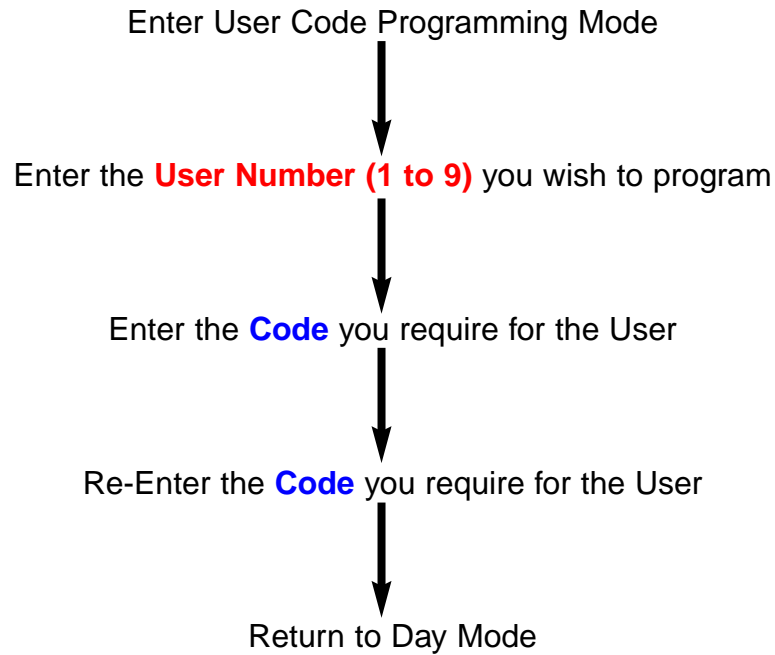 Enter User Code Programming Mode
Enter the User Number (1 to 9) you wish to program
Enter the Code you require for the User
Re-Enter the Code you require for the User
Return to Day Mode